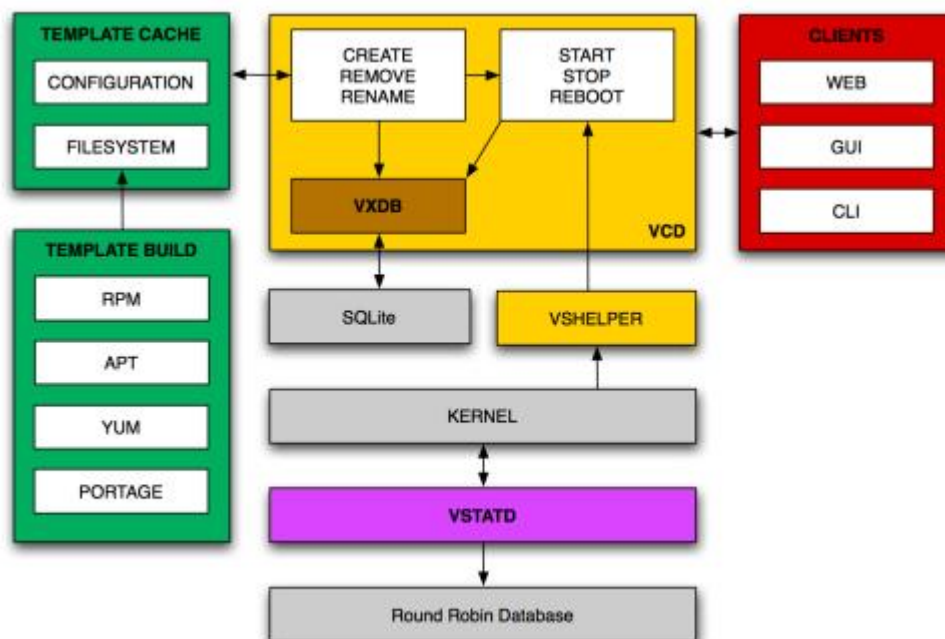 TEMPLATE CACHE
CONFIGURATION
FILESYSTEM
TEMPLATE BUILD
RPM
APT
YUM
PORTAGE
CREATE
REMOVE
RENAME
START
STOP
REBOOT
VXDB
VCD
SQLite
VSHELPER
KERNEL
VSTATD
Round Robin Database
CLIENTS
WEB
GUI
CLI